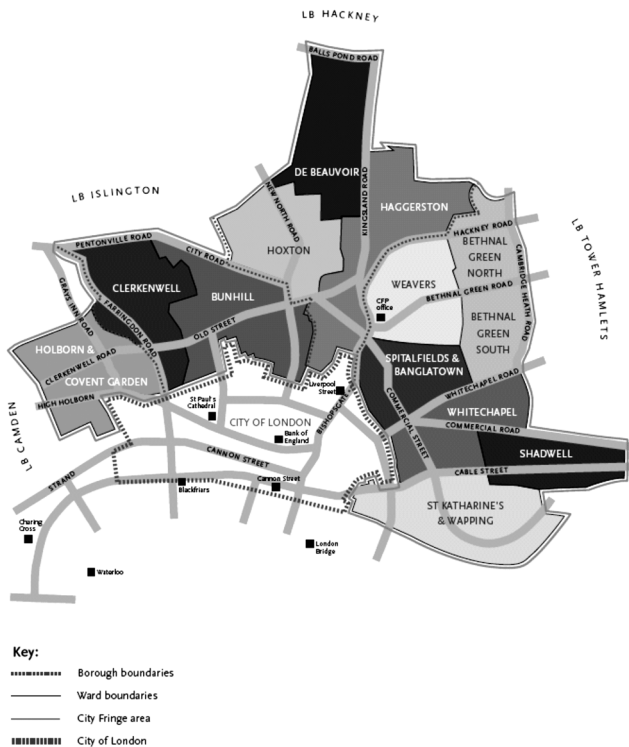 LB HACKNEY
BALLS POND ROAD
DE BEAUVOIR
KINGSLAND ROAD
HAGGERSTON
LB ISLINGTON
NEW NORTH ROAD
HOXTON
HACKNEY ROAD
LB TOWER HAMLETS
PENTONVILLE ROAD
CITY ROAD
BETHNAL
GREEN
NORTH
CAMBRIDGE HEATH ROAD
GRAYS INN ROAD
CLERKENWELL
FARRINGDON ROAD
BUNHILL
WEAVERS
BETHNAL GREEN ROAD
CFP
office
OLD STREET
BETHNAL
GREEN
SOUTH
HOLBORN &
COVENT GARDEN
CLERKENWELL ROAD
SPITALFIELDS &
BANGLATOWN
WHITECHAPEL ROAD
HIGH HOLBORN
St Paul's
Cathedral
Liverpool
Street
BISHOPSGATE
COMMERCIAL STREET
WHITECHAPEL
COMMERCIAL ROAD
LB CAMDEN
CITY OF LONDON
Bank of
England
CANNON STREET
SHADWELL
CABLE STREET
STRAND
Blackfriars
Cannon Street
ST KATHARINE'S
& WAPPING
Charing
Cross
London
Bridge
Waterloo
Key:
Borough boundaries
Ward boundaries
City Fringe area
City of London